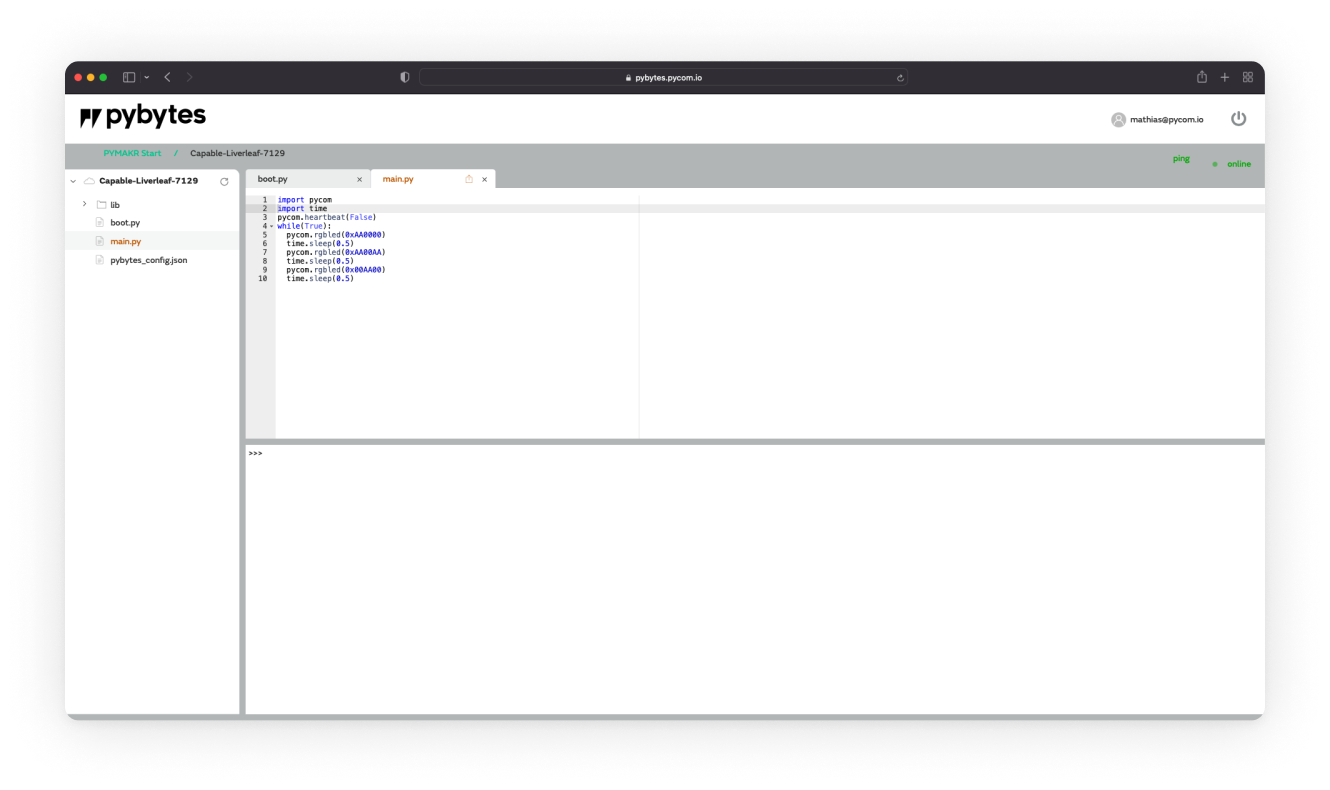 pybytes.pycom.io
pybytes
mathias@pycom.io
PYMAKR Start / Capable-Liverleaf-7129
ping
online
Capable-Liverleaf-7129
lib
boot.py
main.py
pybytes_config.json
boot.py × main.py ×
1 import pycom
2 import time
3 pycom.heartbeat(False)
4 while(True):
5 pycom.rgbled(0xAA0000)
6 time.sleep(0.5)
7 pycom.rgbled(0xAA00AA)
8 time.sleep(0.5)
9 pycom.rgbled(0x00AA00)
10 time.sleep(0.5)
>>>